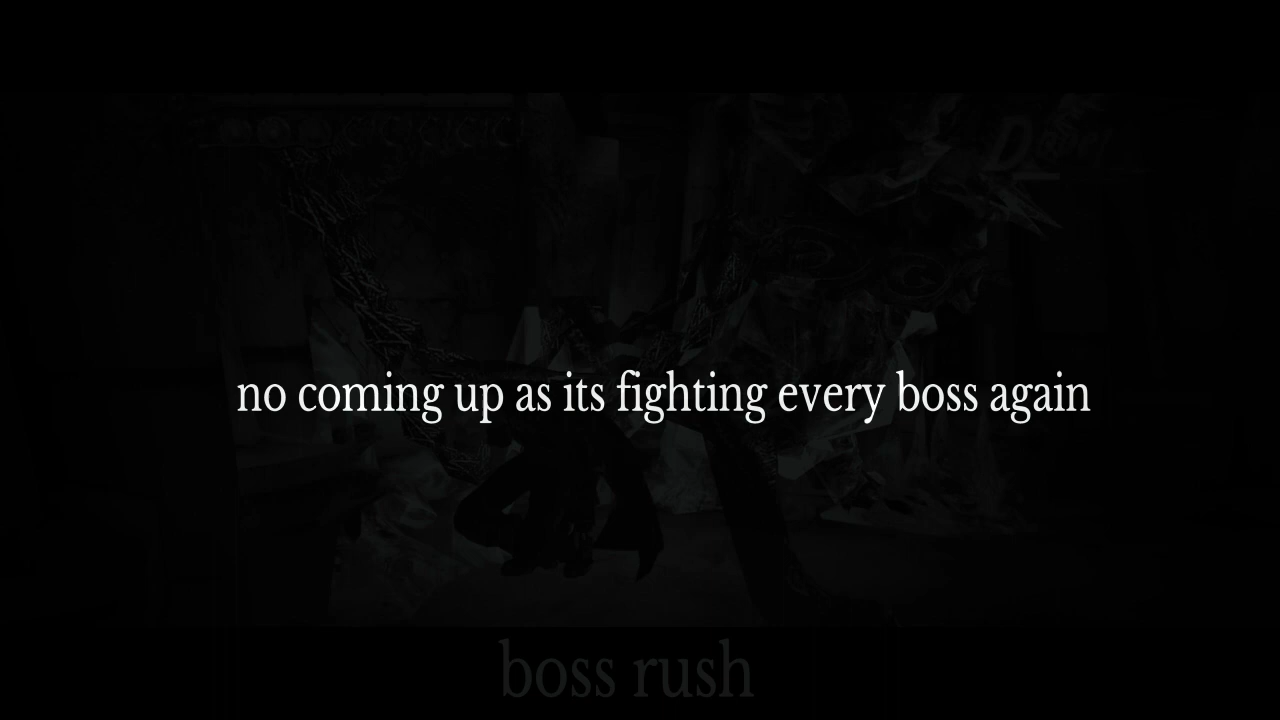 no coming up as its fighting every boss again
boss rush